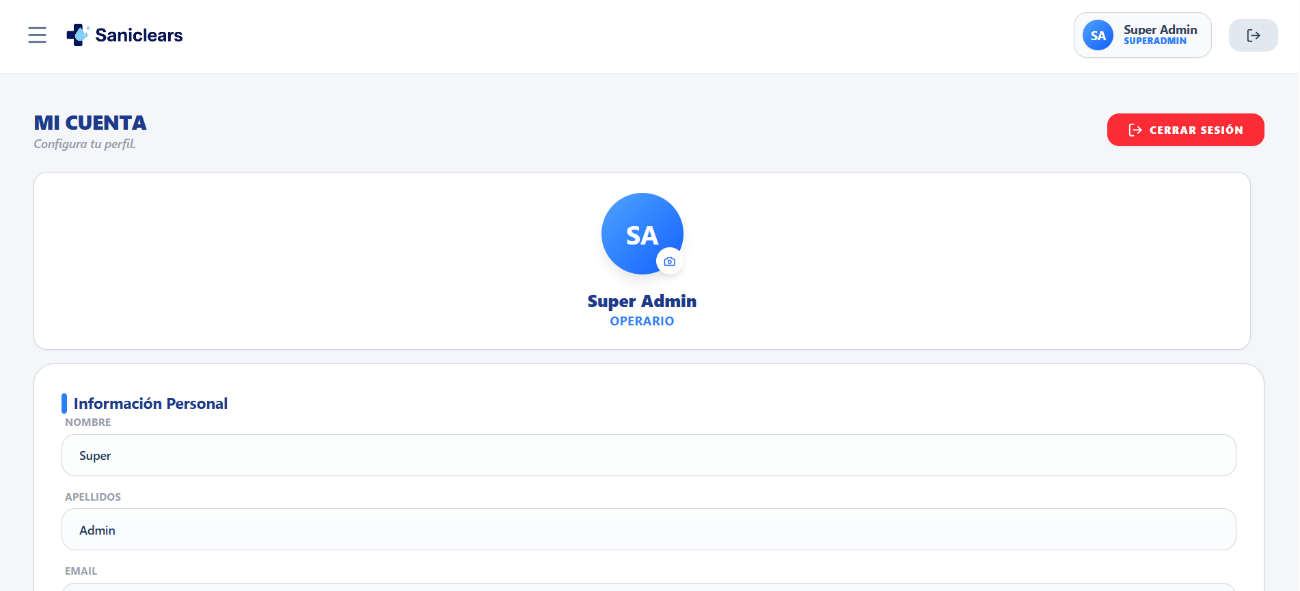 Saniclears
SA
Super Admin
SUPERADMIN
MI CUENTA
Configura tu perfil.
CERRAR SESIÓN
SA
Super Admin
OPERARIO
Información Personal
NOMBRE
Super
APELLIDOS
Admin
EMAIL